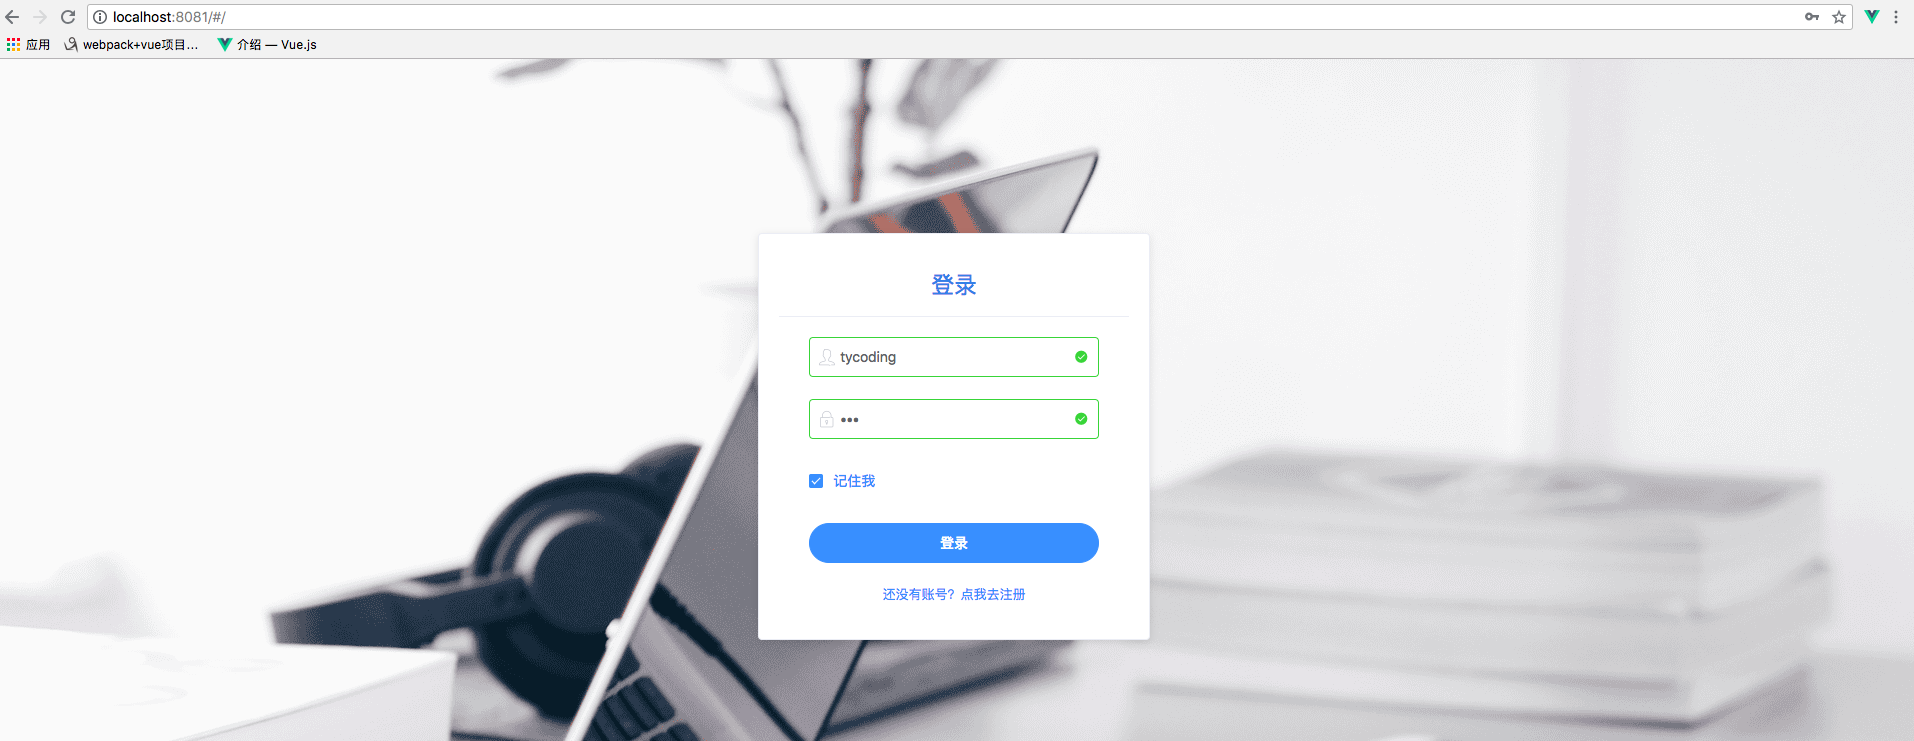 localhost:8081/#/
应用 webpack+vue项目... 介绍 — Vue.js
登录
tycoding
•••
记住我
登录
还没有账号？点我去注册